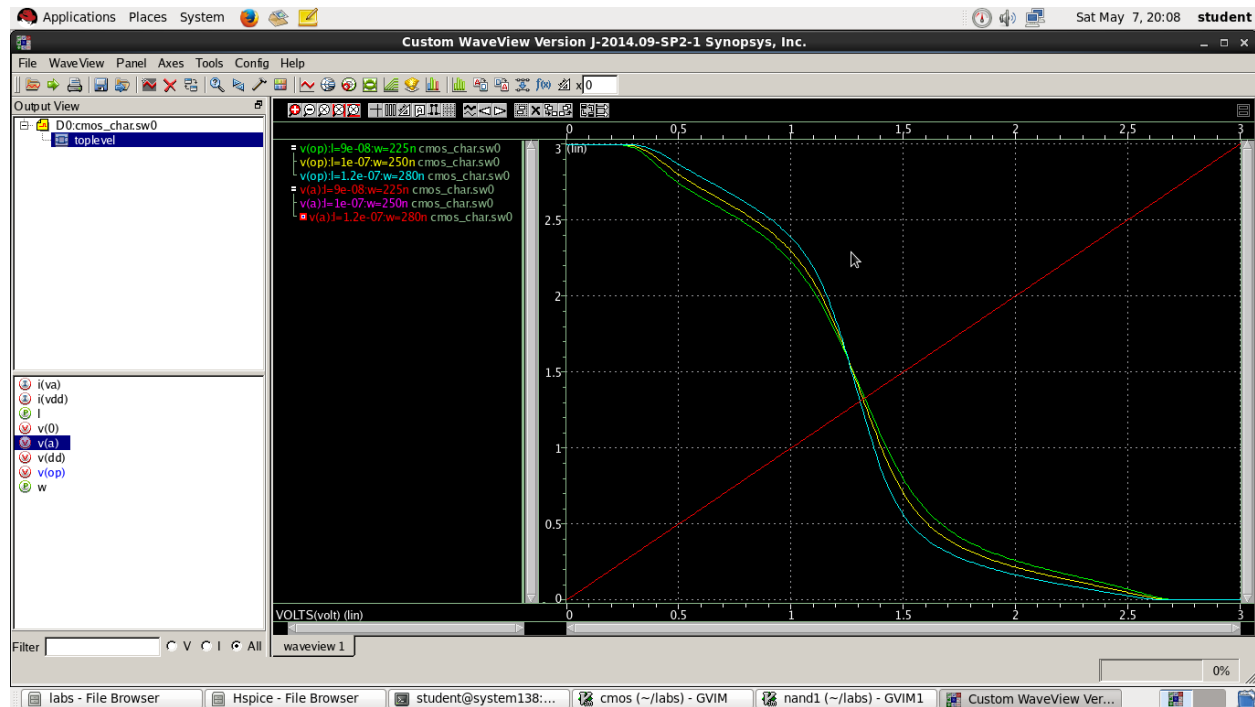 Applications Places System Sat May 7, 20:08 student
Custom WaveView Version J-2014.09-SP2-1 Synopsys, Inc.
File WaveView Panel Axes Tools Config Help
f(x) x 0
Output View
D0:cmos_char.sw0
toplevel
v(op):l=9e-08:w=225n cmos_char.sw0
v(op):l=1e-07:w=250n cmos_char.sw0
v(op):l=1.2e-07:w=280n cmos_char.sw0
v(a):l=9e-08:w=225n cmos_char.sw0
v(a):l=1e-07:w=250n cmos_char.sw0
v(a):l=1.2e-07:w=280n cmos_char.sw0
0 0.5 1 1.5 2 2.5 3
3 (lin)
2.5
2
1.5
1
0.5
0
0 0.5 1 1.5 2 2.5 3
VOLTS(volt) (lin)
i(va)
i(vdd)
l
v(0)
v(a)
v(dd)
v(op)
w
Filter V I All
waveview 1
0%
labs - File Browser Hspice - File Browser student@system138:... cmos (~/labs) - GVIM nand1 (~/labs) - GVIM1 Custom WaveView Ver...